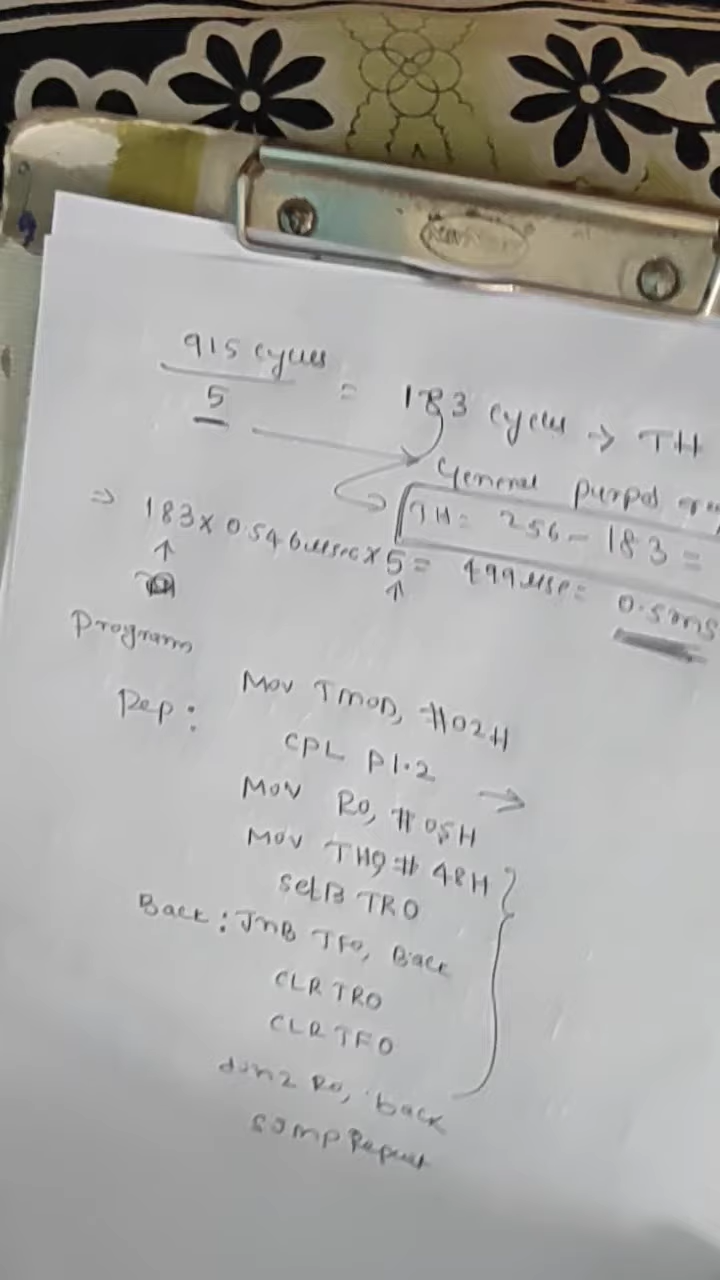 915 cycles
5
= 183 cycles → TH
General purpos
TH = 256 - 183 =
⇒ 183 × 0.546 usec × 5 = 499 usec = 0.5ms
Program
Mov TMOD, #02H
Rep: CPL P1.2 →
Mov R0, #05H
Mov TH0 # 48H
SetB TR0
Back: JNB TF0, Back
CLR TR0
CLR TF0
djnz R0, back
SJMP Repeat